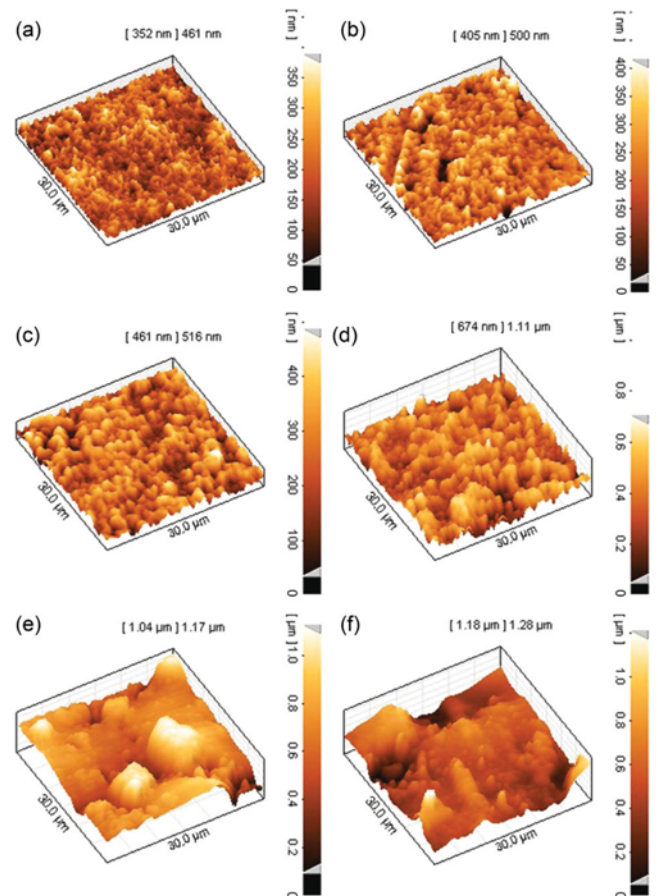 (a)
[ 352 nm ] 461 nm
[ nm ]
350
300
250
200
150
100
50
0
30.0 µm
30.0 µm
(b)
[ 405 nm ] 500 nm
[ nm ]
400
350
300
250
200
150
100
50
0
30.0 µm
30.0 µm
(c)
[ 461 nm ] 516 nm
[ nm ]
400
300
200
100
0
30.0 µm
30.0 µm
(d)
[ 674 nm ] 1.11 µm
[ µm ]
0.8
0.6
0.4
0.2
0
30.0 µm
30.0 µm
(e)
[ 1.04 µm ] 1.17 µm
[ µm ]
1.0
0.8
0.6
0.4
0.2
0
30.0 µm
30.0 µm
(f)
[ 1.18 µm ] 1.28 µm
[ µm ]
1.0
0.8
0.6
0.4
0.2
0
30.0 µm
30.0 µm